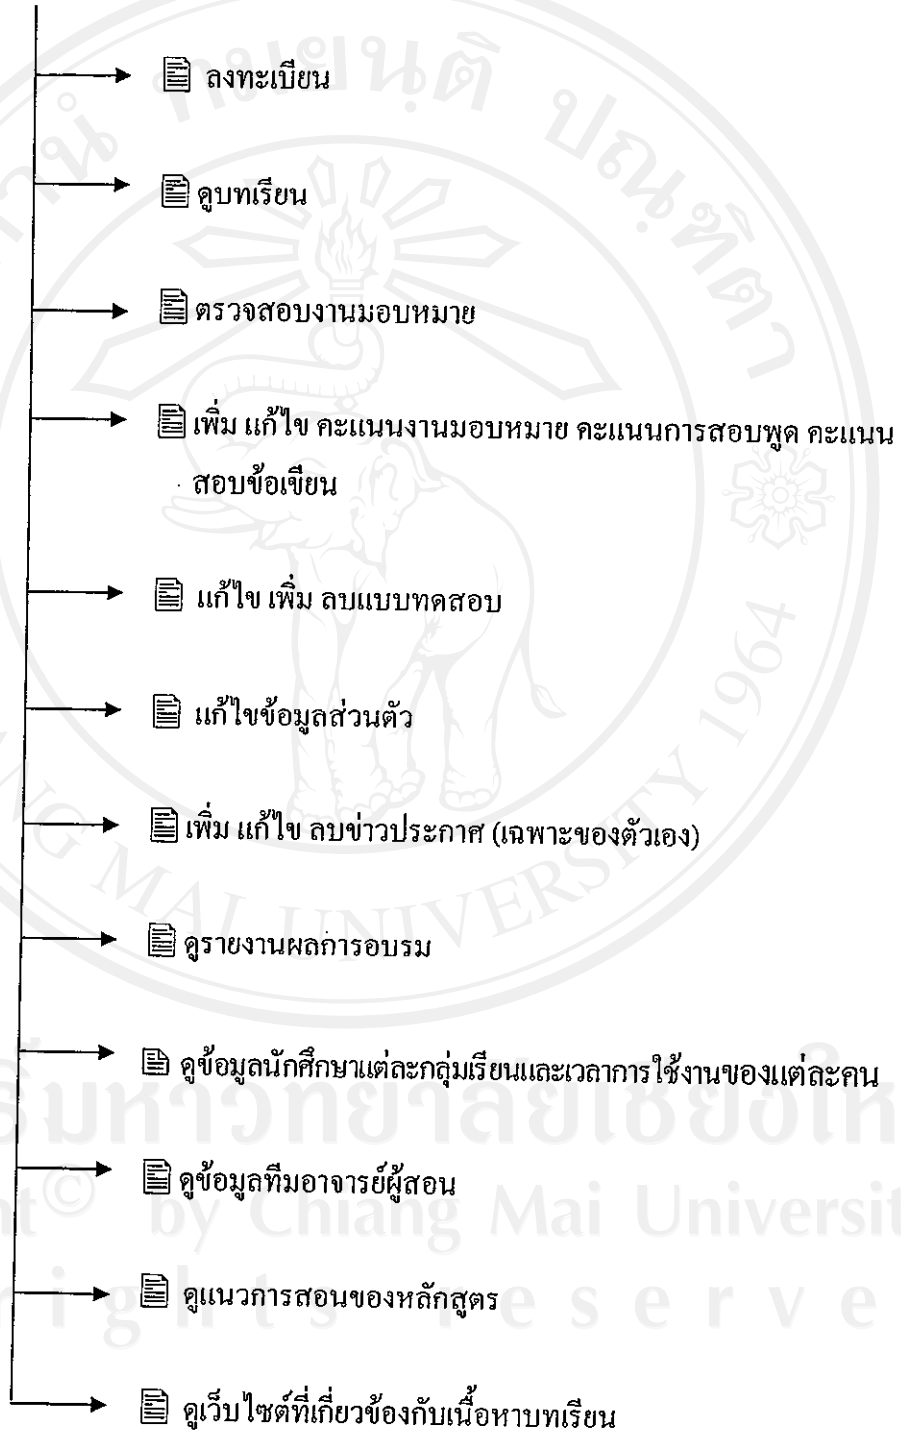 ลงทะเบียน
ดูบทเรียน
ตรวจสอบงานมอบหมาย
เพิ่ม แก้ไข คะแนนงานมอบหมาย คะแนนการสอบพูด คะแนน
สอบข้อเขียน
แก้ไข เพิ่ม ลบแบบทดสอบ
แก้ไขข้อมูลส่วนตัว
เพิ่ม แก้ไข ลบข่าวประกาศ (เฉพาะของตัวเอง)
ดูรายงานผลการอบรม
ดูข้อมูลนักศึกษาแต่ละกลุ่มเรียนและเวลาการใช้งานของแต่ละคน
ดูข้อมูลทีมอาจารย์ผู้สอน
ดูแนวการสอนของหลักสูตร
ดูเว็บไซต์ที่เกี่ยวข้องกับเนื้อหาบทเรียน
MAI UNIVERSITY 1964
by Chiang Mai
rights reserve